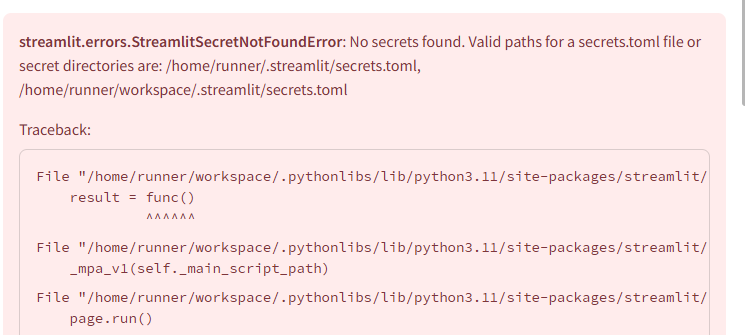 streamlit.errors.StreamlitSecretNotFoundError: No secrets found. Valid paths for a secrets.toml file or
secret directories are: /home/runner/.streamlit/secrets.toml,
/home/runner/workspace/.streamlit/secrets.toml
Traceback:
File "/home/runner/workspace/.pythonlibs/lib/python3.11/site-packages/streamlit/
result = func()
^^^^^^
File "/home/runner/workspace/.pythonlibs/lib/python3.11/site-packages/streamlit/
_mpa_v1(self._main_script_path)
File "/home/runner/workspace/.pythonlibs/lib/python3.11/site-packages/streamlit/
page.run()